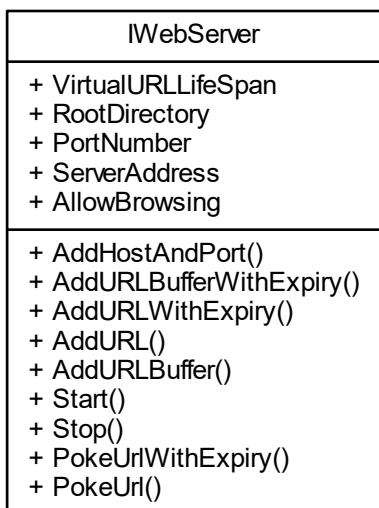 IWebServer
+ VirtualURLLifeSpan
+ RootDirectory
+ PortNumber
+ ServerAddress
+ AllowBrowsing
+ AddHostAndPort()
+ AddURLBufferWithExpiry()
+ AddURLWithExpiry()
+ AddURL()
+ AddURLBuffer()
+ Start()
+ Stop()
+ PokeUrlWithExpiry()
+ PokeUrl()